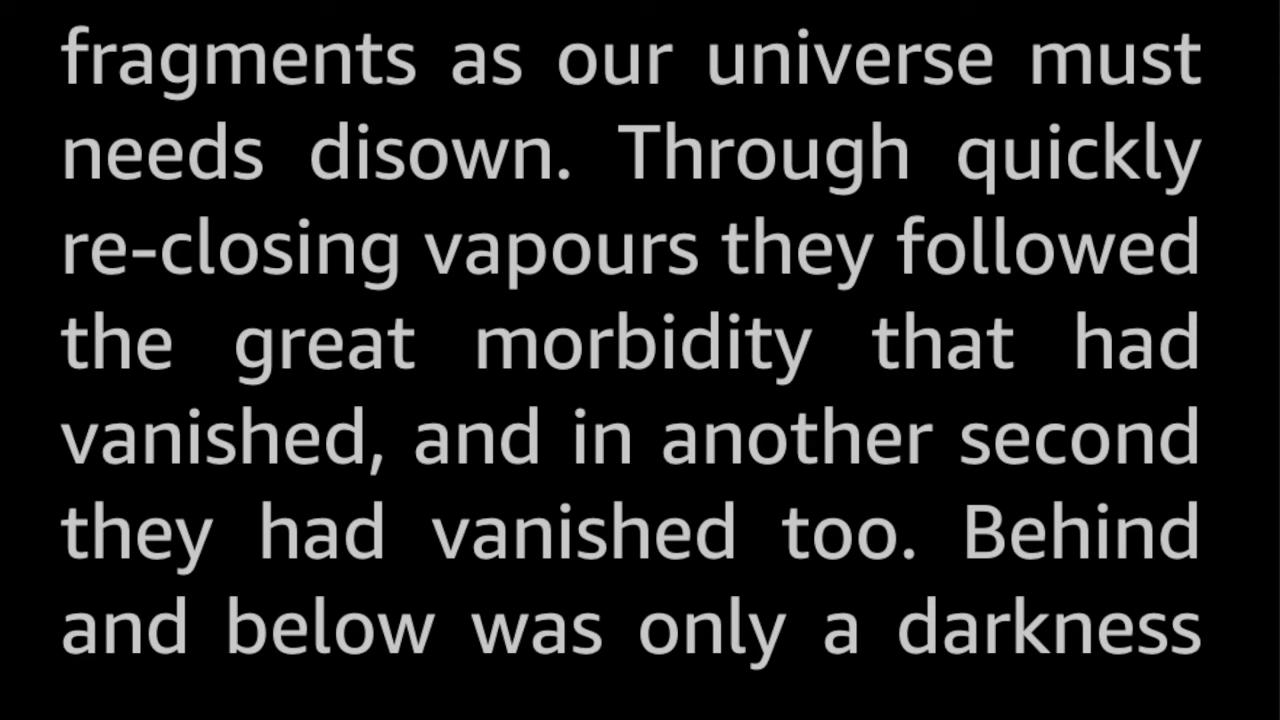 fragments as our universe must
needs disown. Through quickly
re-closing vapours they followed
the great morbidity that had
vanished, and in another second
they had vanished too. Behind
and below was only a darkness